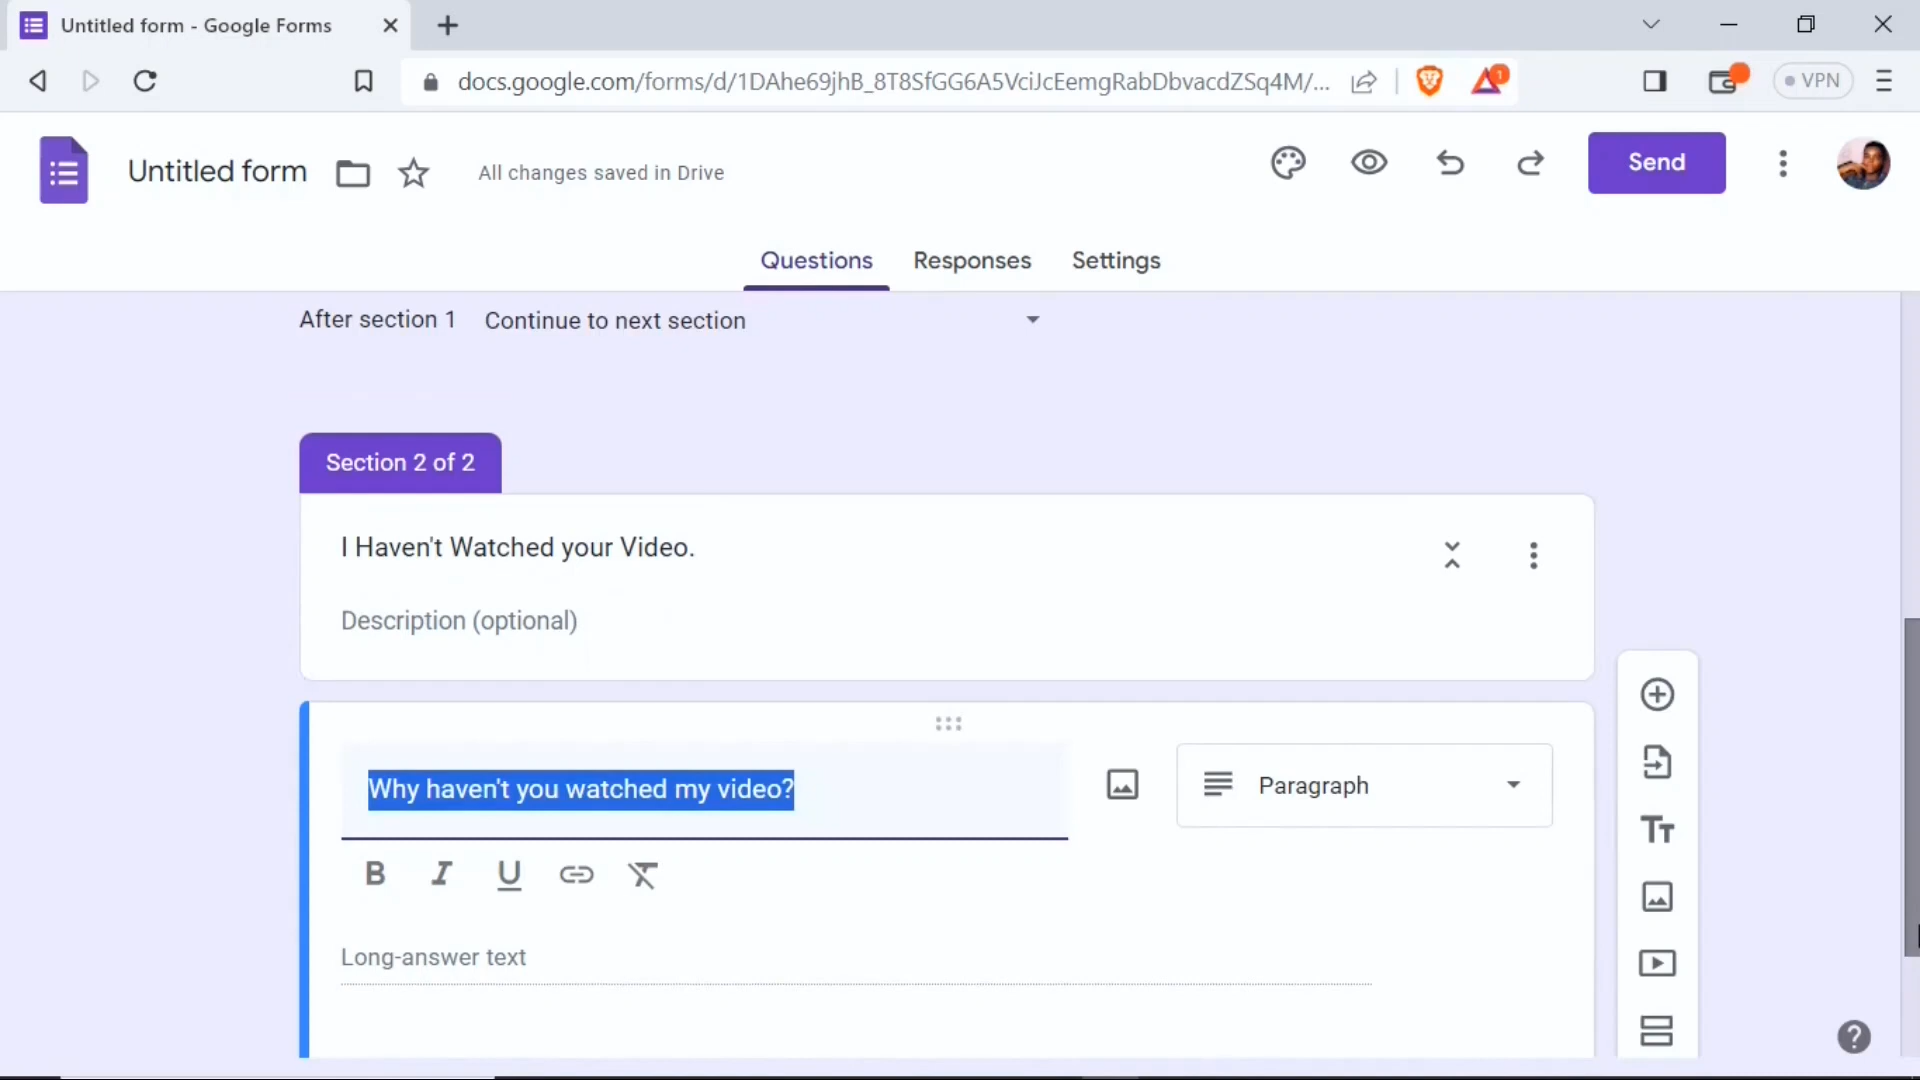 Untitled form - Google Forms
docs.google.com/forms/d/1DAhe69jhB_8T8SfGG6A5VciJcEemgRabDbvacdZSq4M/...
1
VPN
Untitled form
All changes saved in Drive
Send
Questions
Responses
Settings
After section 1
Continue to next section
Section 2 of 2
I Haven't Watched your Video.
Description (optional)
Why haven't you watched my video?
Paragraph
B I U
Long-answer text